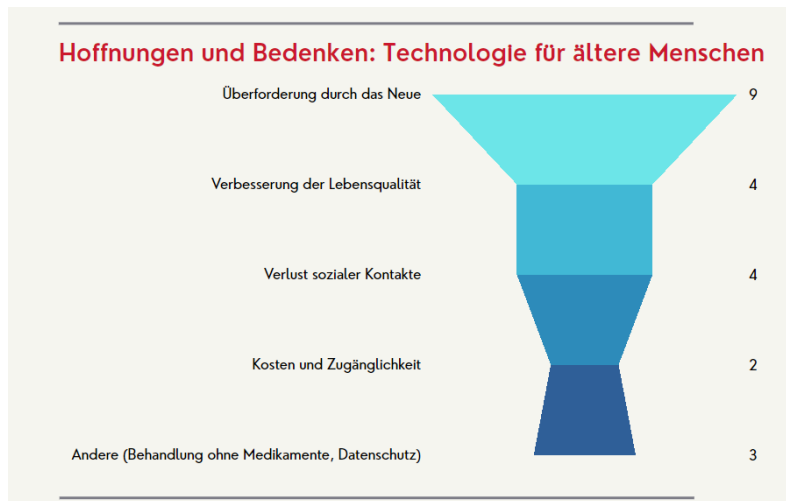 Hoffnungen und Bedenken: Technologie für ältere Menschen
Überforderung durch das Neue 9
Verbesserung der Lebensqualität 4
Verlust sozialer Kontakte 4
Kosten und Zugänglichkeit 2
Andere (Behandlung ohne Medikamente, Datenschutz) 3